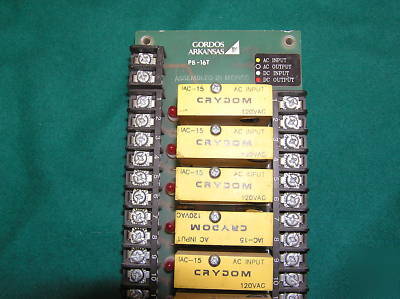 GORDOS
ARKANSAS
PB-16T
ASSEMBLED IN MEXICO
AC INPUT
AC OUTPUT
DC INPUT
DC OUTPUT
IAC-15 AC INPUT
CRYDOM
120VAC
IAC-15 AC INPUT
CRYDOM
120VAC
IAC-15 AC INPUT
CRYDOM
120VAC
IAC-15 AC INPUT
CRYDOM
120VAC
IAC-15 AC INPUT
CRYDOM
120VAC